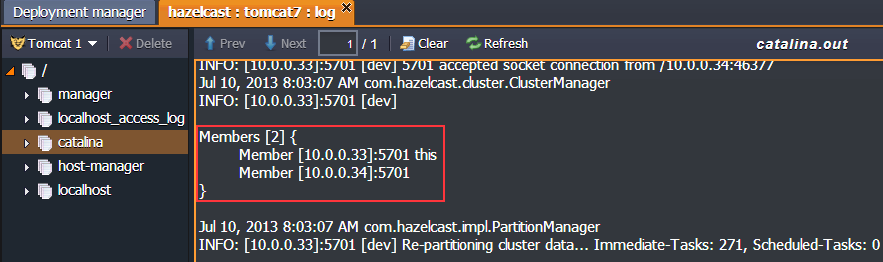 Deployment manager
hazelcast : tomcat7 : log
Tomcat 1
Delete
Prev
Next
1 / 1
Clear
Refresh
catalina.out
/
manager
localhost_access_log
catalina
host-manager
localhost
INFO: [10.0.0.33]:5701 [dev] 5701 accepted socket connection from /10.0.0.34:46377
Jul 10, 2013 8:03:07 AM com.hazelcast.cluster.ClusterManager
INFO: [10.0.0.33]:5701 [dev]
Members [2] {
Member [10.0.0.33]:5701 this
Member [10.0.0.34]:5701
}
Jul 10, 2013 8:03:07 AM com.hazelcast.impl.PartitionManager
INFO: [10.0.0.33]:5701 [dev] Re-partitioning cluster data... Immediate-Tasks: 271, Scheduled-Tasks: 0